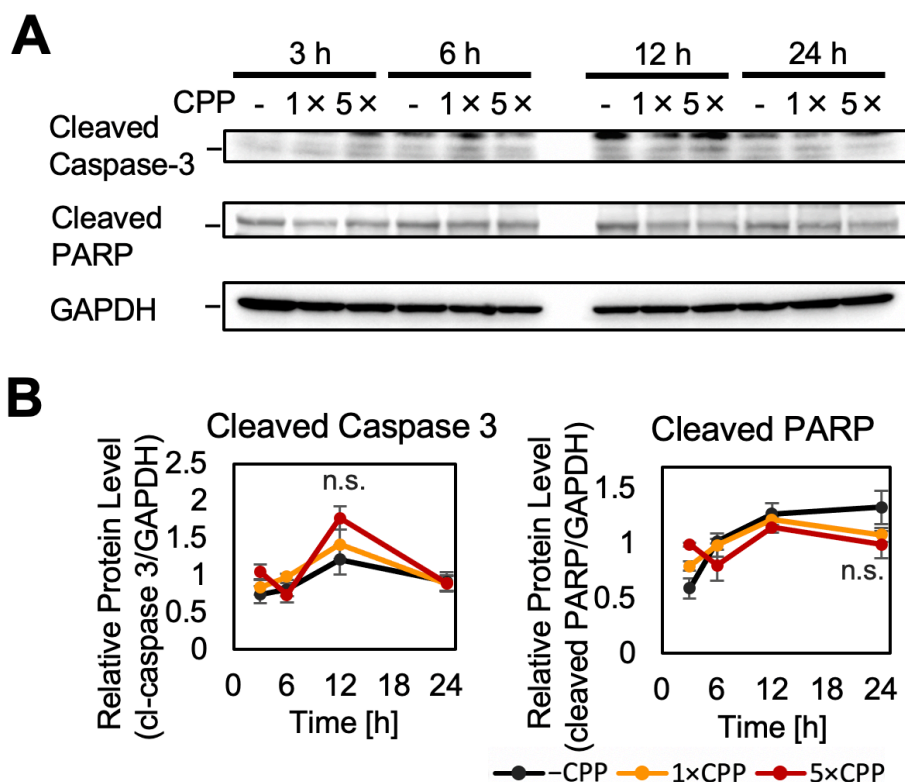 A
3 h 6 h 12 h 24 h
CPP - 1× 5× - 1× 5× - 1× 5× - 1× 5×
Cleaved
Caspase-3
Cleaved
PARP
GAPDH
B
Cleaved Caspase 3
Relative Protein Level
(cl-caspase 3/GAPDH)
2.5
2
1.5
1
0.5
0
n.s.
0 6 12 18 24
Time [h]
Cleaved PARP
Relative Protein Level
(cleaved PARP/GAPDH)
1.5
1
0.5
0
n.s.
0 6 12 18 24
Time [h]
−CPP 1×CPP 5×CPP